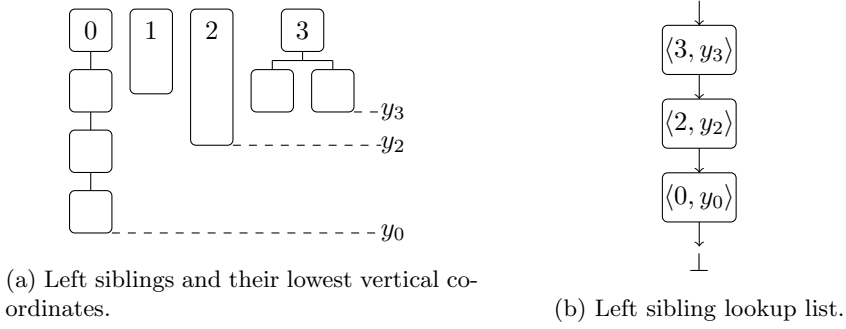 0 1 2 3
y₃
y₂
y₀
(a) Left siblings and their lowest vertical co-
ordinates.
⟨3, y₃⟩
⟨2, y₂⟩
⟨0, y₀⟩
⊥
(b) Left sibling lookup list.